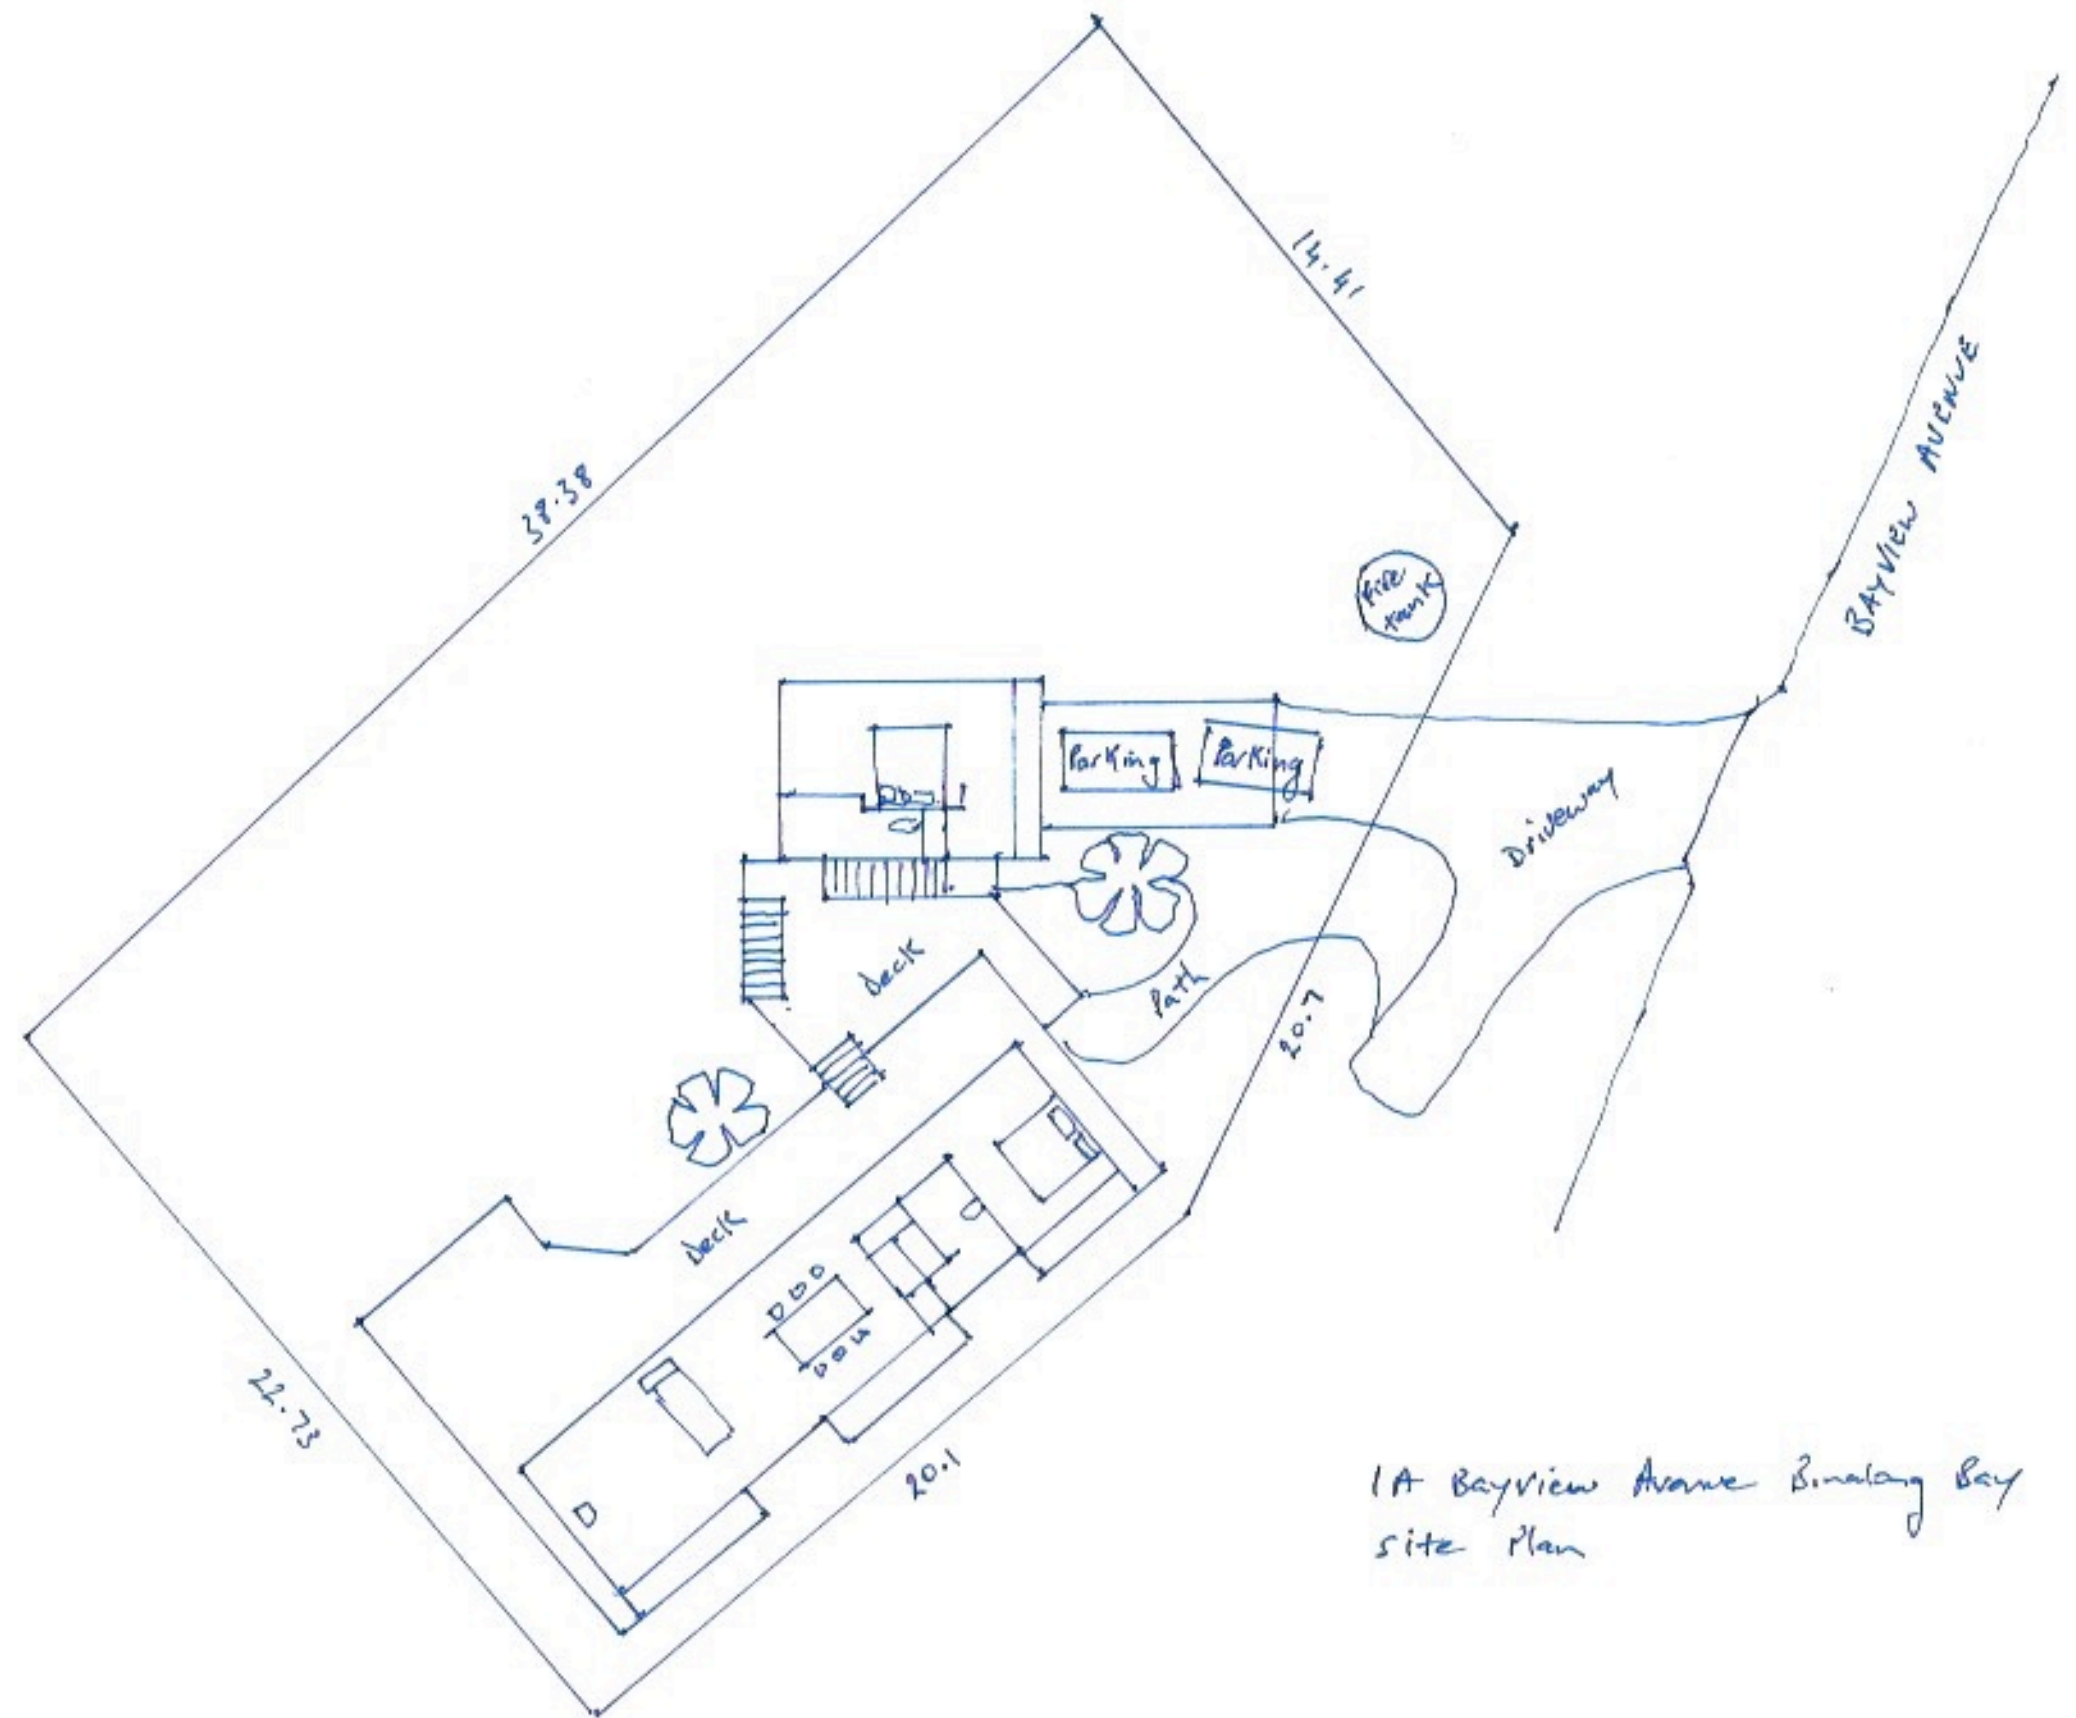 14.41
38.38
BAYVIEW AVENUE
Fire
tank
Parking
Parking
Driveway
Deck
Path
20.7
Deck
22.73
20.1
1A Bayview Avenue Binalong Bay
site Plan